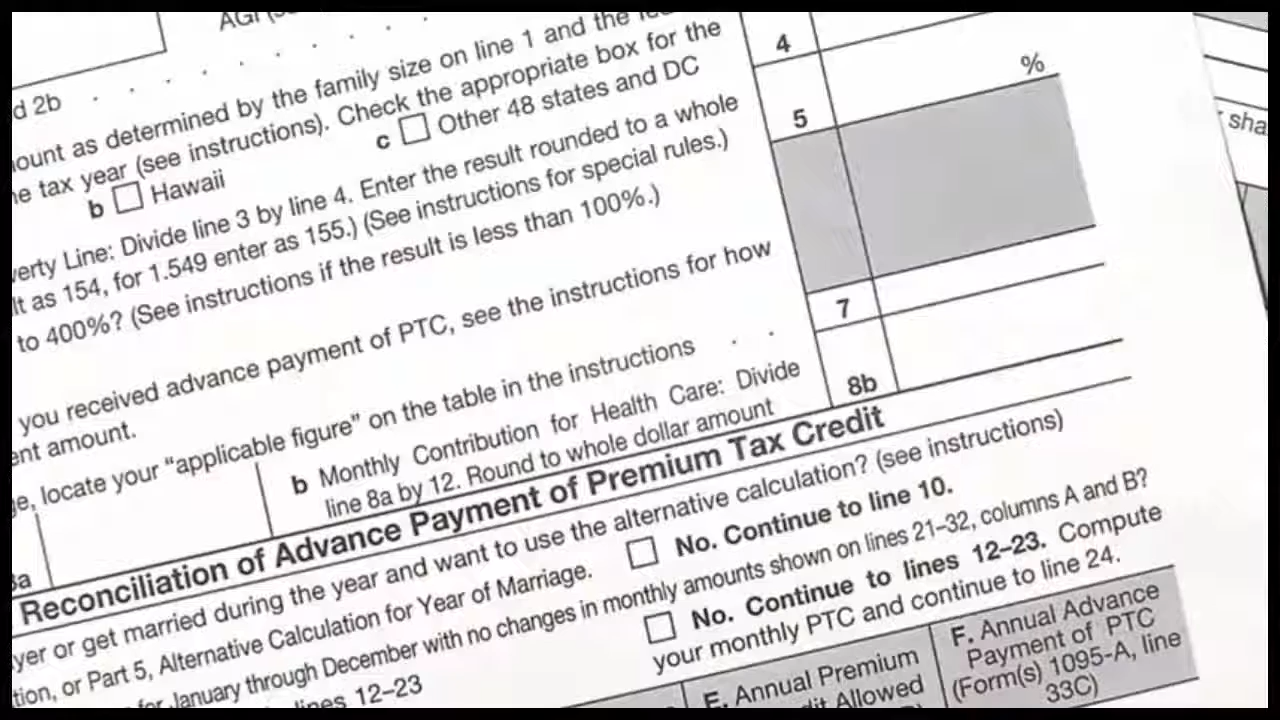 AGI
d 2b
4
ount as determined by the family size on line 1 and the
e tax year (see instructions). Check the appropriate box for the
b Hawaii
c Other 48 states and DC
%
5
erty Line: Divide line 3 by line 4. Enter the result rounded to a whole
lt as 154, for 1.549 enter as 155.) (See instructions for special rules.)
to 400%? (See instructions if the result is less than 100%.)
7
you received advance payment of PTC, see the instructions for how
ent amount.
e, locate your “applicable figure” on the table in the instructions
8b
b Monthly Contribution for Health Care: Divide
line 8a by 12. Round to whole dollar amount
8a
Reconciliation of Advance Payment of Premium Tax Credit
yer or get married during the year and want to use the alternative calculation? (see instructions)
tion, or Part 5, Alternative Calculation for Year of Marriage.
No. Continue to line 10.
for January through December with no changes in monthly amounts shown on lines 21–32, columns A and B?
lines 12–23
No. Continue to lines 12–23. Compute
your monthly PTC and continue to line 24.
E. Annual Premium
dit Allowed
F. Annual Advance
Payment of PTC
(Form(s) 1095-A, line
33C)
sha